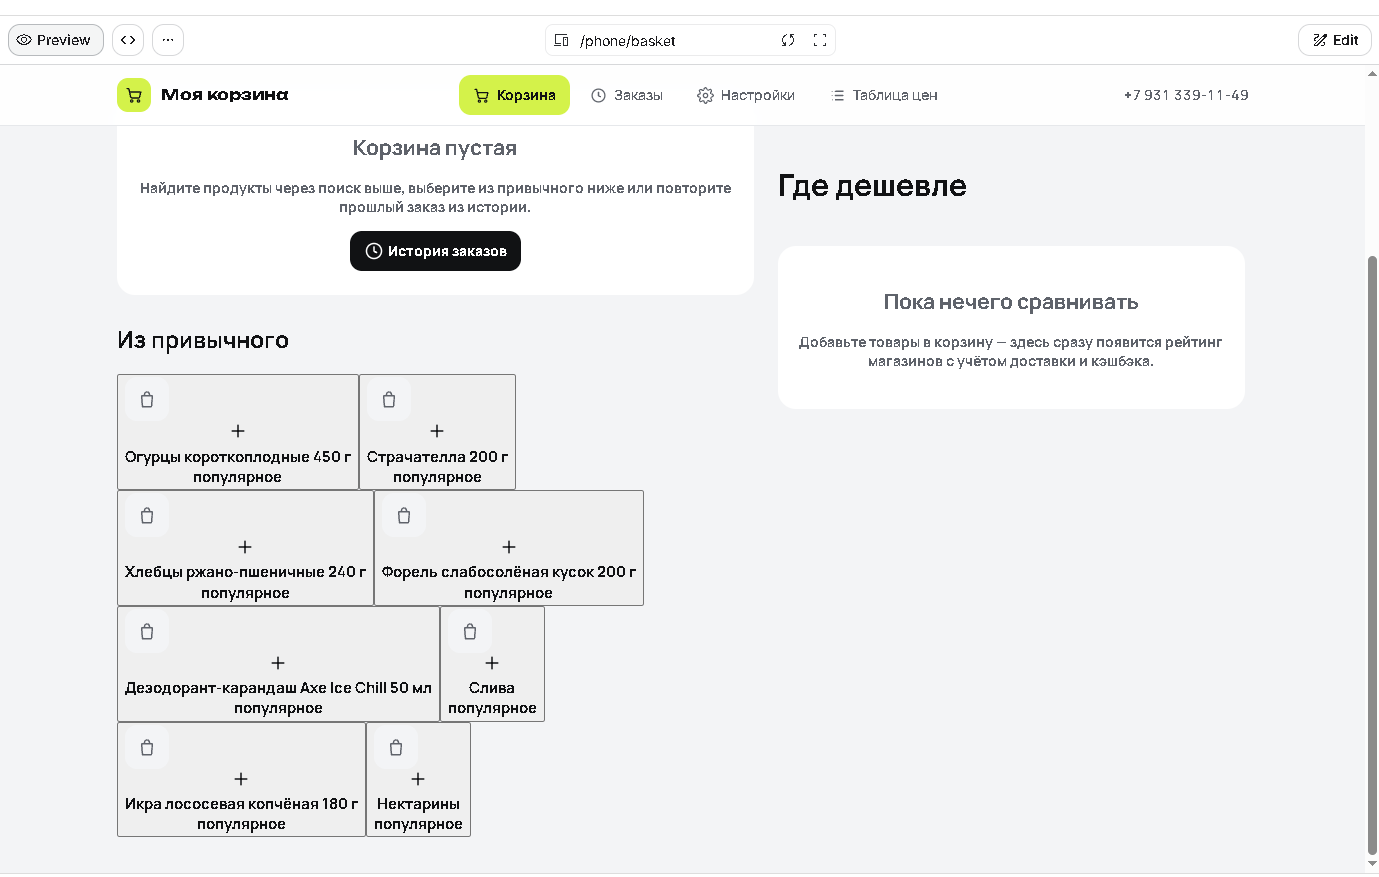 Preview
/phone/basket
Edit
Моя корзина
Корзина
Заказы
Настройки
Таблица цен
+7 931 339-11-49
Корзина пустая
Найдите продукты через поиск выше, выберите из привычного ниже или повторите
прошлый заказ из истории.
История заказов
Где дешевле
Пока нечего сравнивать
Добавьте товары в корзину — здесь сразу появится рейтинг
магазинов с учётом доставки и кэшбэка.
Из привычного
Огурцы короткоплодные 450 г
популярное
Страчателла 200 г
популярное
Хлебцы ржано-пшеничные 240 г
популярное
Форель слабосолёная кусок 200 г
популярное
Дезодорант-карандаш Axe Ice Chill 50 мл
популярное
Слива
популярное
Икра лососевая копчёная 180 г
популярное
Нектарины
популярное